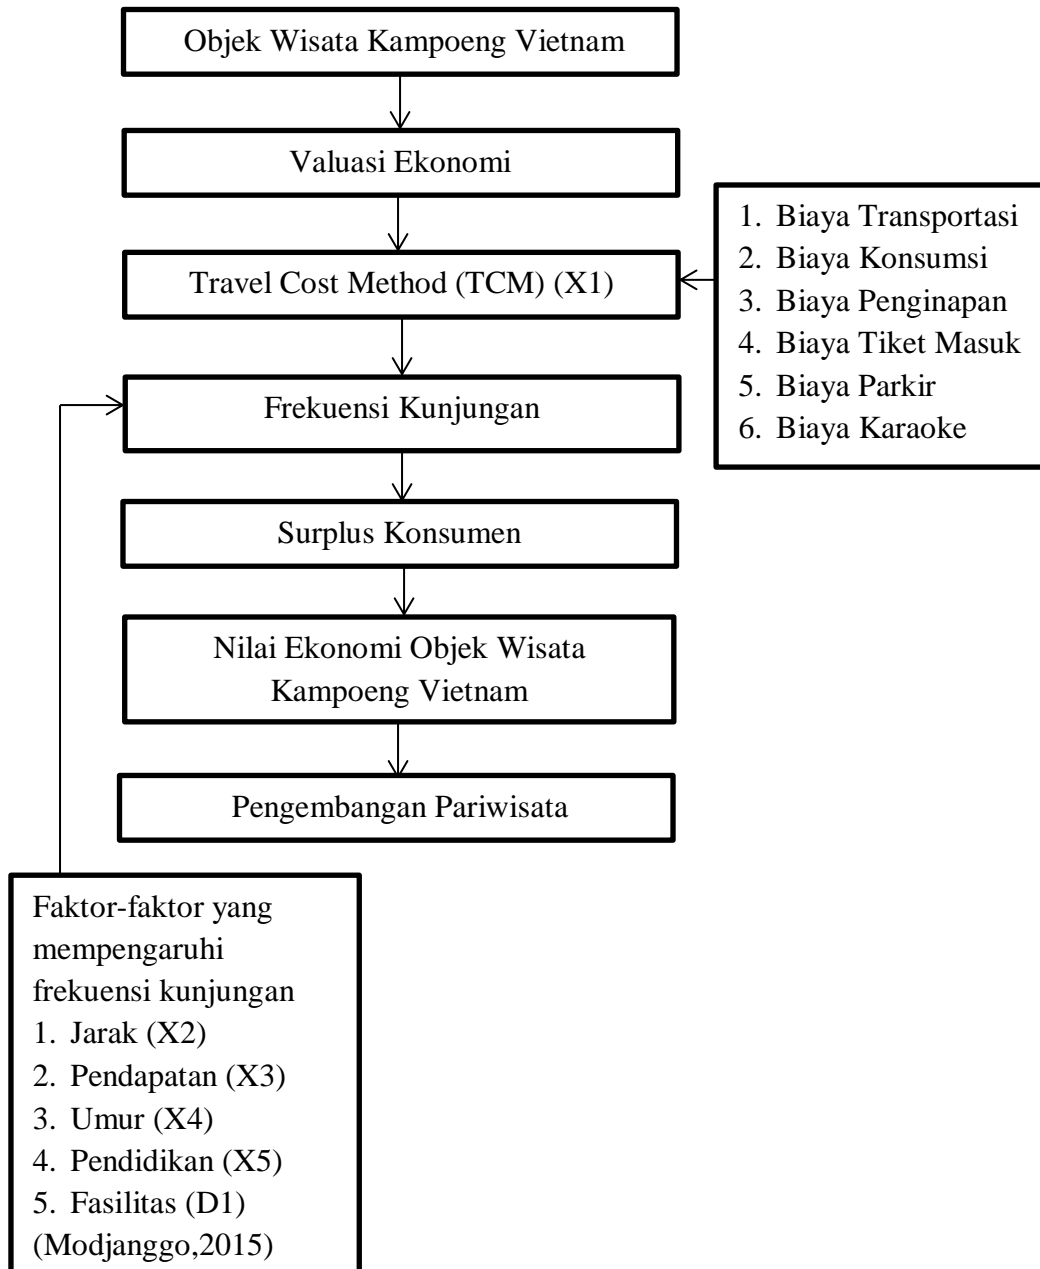 Objek Wisata Kampoeng Vietnam
Valuasi Ekonomi
Travel Cost Method (TCM) (X1)
1. Biaya Transportasi
2. Biaya Konsumsi
3. Biaya Penginapan
4. Biaya Tiket Masuk
5. Biaya Parkir
6. Biaya Karaoke
Frekuensi Kunjungan
Surplus Konsumen
Nilai Ekonomi Objek Wisata
Kampoeng Vietnam
Pengembangan Pariwisata
Faktor-faktor yang
mempengaruhi
frekuensi kunjungan
1. Jarak (X2)
2. Pendapatan (X3)
3. Umur (X4)
4. Pendidikan (X5)
5. Fasilitas (D1)
(Modjanggo,2015)